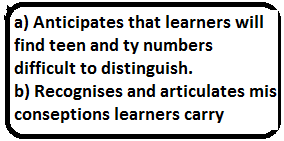 a) Anticipates that learners will
find teen and ty numbers
difficult to distinguish.
b) Recognises and articulates mis
conseptions learners carry